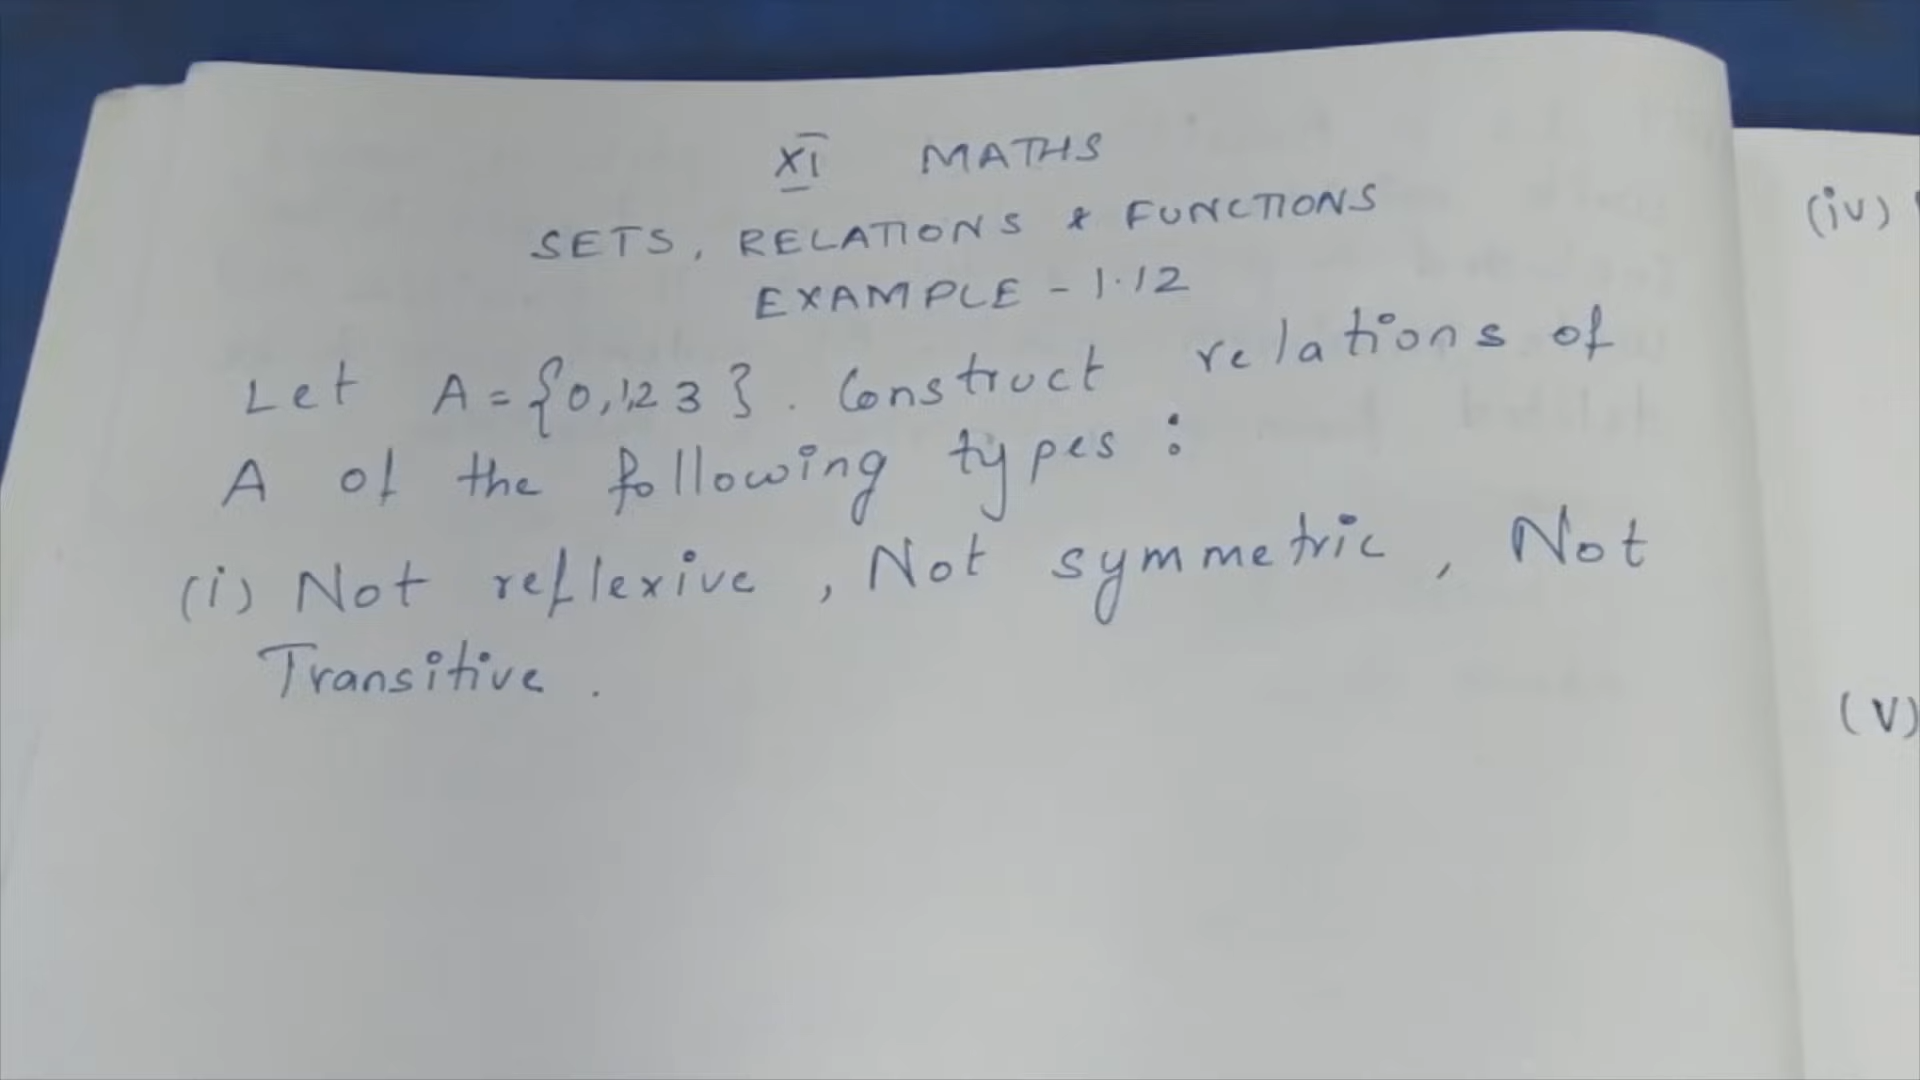 XI MATHS
SETS, RELATIONS & FUNCTIONS
EXAMPLE - 1.12
Let A = {0,1,2 3}. Construct relations of
A of the following types :
(i) Not reflexive, Not symmetric, Not
Transitive.
(iv)
(v)